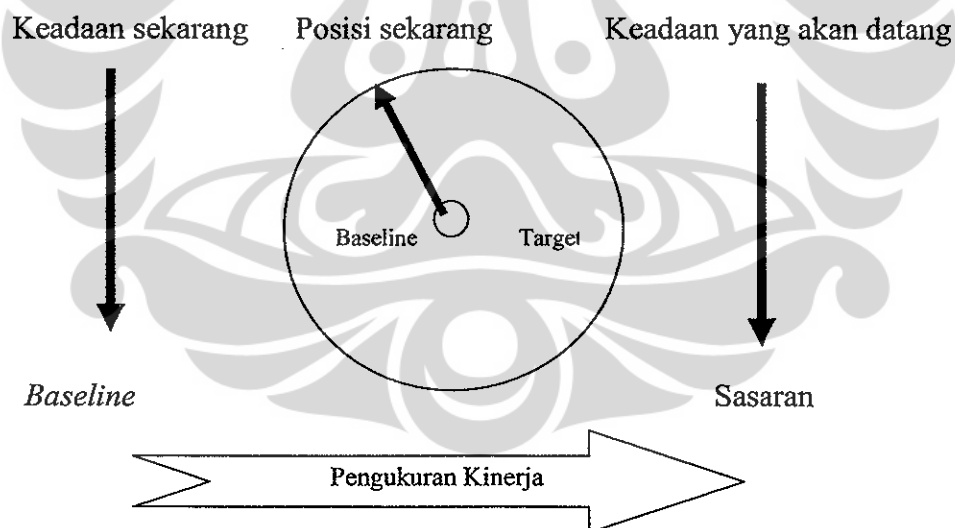 Keadaan sekarang
Posisi sekarang
Keadaan yang akan datang
Baseline
Target
Baseline
Sasaran
Pengukuran Kinerja